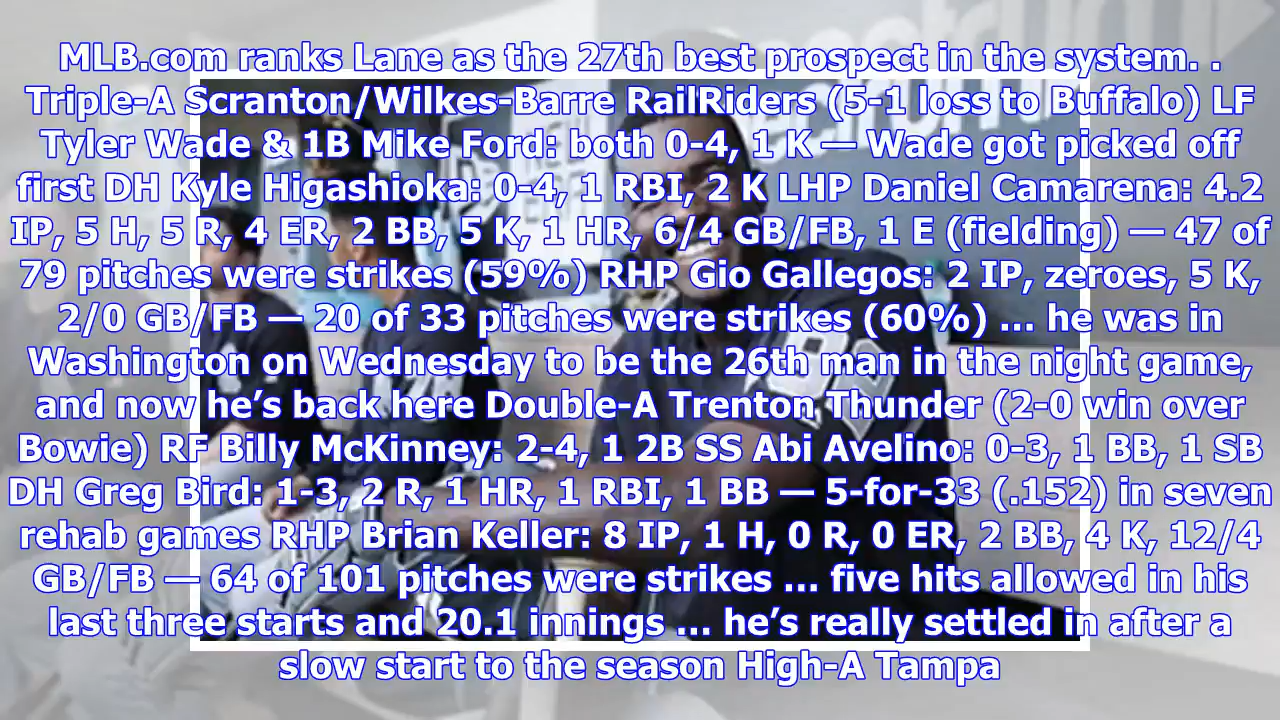 MLB.com ranks Lane as the 27th best prospect in the system. .
Triple-A Scranton/Wilkes-Barre RailRiders (5-1 loss to Buffalo) LF
Tyler Wade & 1B Mike Ford: both 0-4, 1 K — Wade got picked off
first DH Kyle Higashioka: 0-4, 1 RBI, 2 K LHP Daniel Camarena: 4.2
IP, 5 H, 5 R, 4 ER, 2 BB, 5 K, 1 HR, 6/4 GB/FB, 1 E (fielding) — 47 of
79 pitches were strikes (59%) RHP Gio Gallegos: 2 IP, zeroes, 5 K,
2/0 GB/FB — 20 of 33 pitches were strikes (60%) ... he was in
Washington on Wednesday to be the 26th man in the night game,
and now he’s back here Double-A Trenton Thunder (2-0 win over
Bowie) RF Billy McKinney: 2-4, 1 2B SS Abi Avelino: 0-3, 1 BB, 1 SB
DH Greg Bird: 1-3, 2 R, 1 HR, 1 RBI, 1 BB — 5-for-33 (.152) in seven
rehab games RHP Brian Keller: 8 IP, 1 H, 0 R, 0 ER, 2 BB, 4 K, 12/4
GB/FB — 64 of 101 pitches were strikes ... five hits allowed in his
last three starts and 20.1 innings ... he’s really settled in after a
slow start to the season High-A Tampa